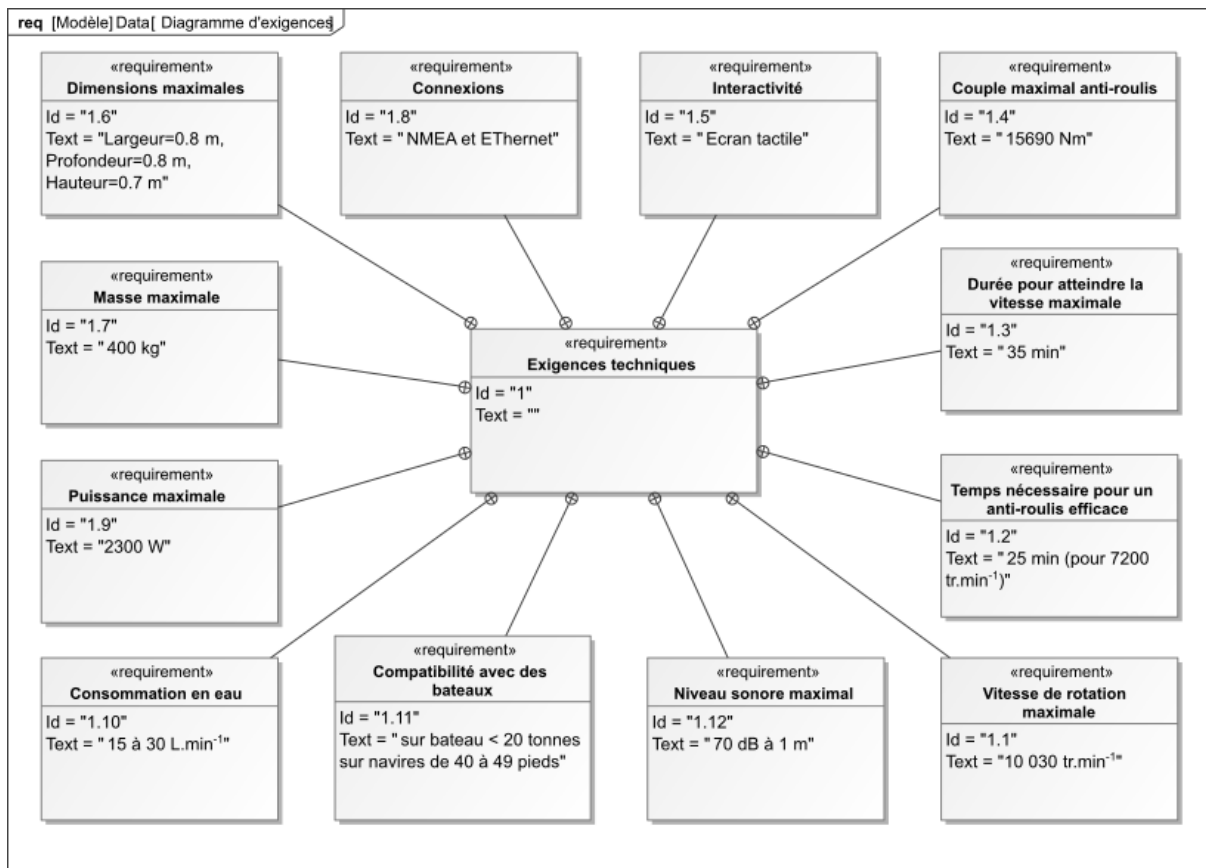 req [Modèle] Data[ Diagramme d'exigences]
«requirement»
Dimensions maximales
Id = "1.6"
Text = "Largeur=0.8 m,
Profondeur=0.8 m,
Hauteur=0.7 m"
«requirement»
Connexions
Id = "1.8"
Text = "NMEA et EThernet"
«requirement»
Interactivité
Id = "1.5"
Text = "Ecran tactile"
«requirement»
Couple maximal anti-roulis
Id = "1.4"
Text = "15690 Nm"
«requirement»
Masse maximale
Id = "1.7"
Text = "400 kg"
«requirement»
Exigences techniques
Id = "1"
Text = ""
«requirement»
Durée pour atteindre la
vitesse maximale
Id = "1.3"
Text = "35 min"
«requirement»
Puissance maximale
Id = "1.9"
Text = "2300 W"
«requirement»
Temps nécessaire pour un
anti-roulis efficace
Id = "1.2"
Text = "25 min (pour 7200
tr.min⁻¹)"
«requirement»
Consommation en eau
Id = "1.10"
Text = "15 à 30 L.min⁻¹"
«requirement»
Compatibilité avec des
bateaux
Id = "1.11"
Text = "sur bateau < 20 tonnes
sur navires de 40 à 49 pieds"
«requirement»
Niveau sonore maximal
Id = "1.12"
Text = "70 dB à 1 m"
«requirement»
Vitesse de rotation
maximale
Id = "1.1"
Text = "10 030 tr.min⁻¹"